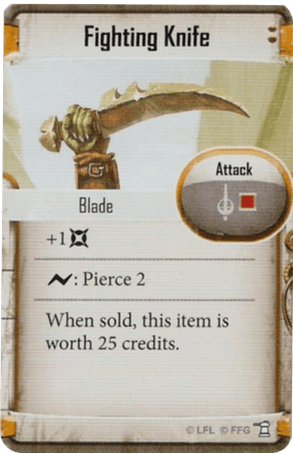 Fighting Knife
Attack
Blade
+1
: Pierce 2
When sold, this item is
worth 25 credits.
© LFL © FFG